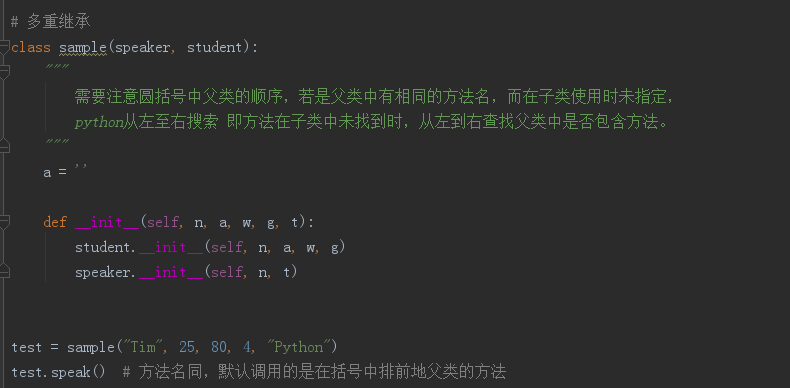 # 多重继承
class sample(speaker, student):
"""
需要注意圆括号中父类的顺序，若是父类中有相同的方法名，而在子类使用时未指定，
python从左至右搜索 即方法在子类中未找到时，从左到右查找父类中是否包含方法。
"""
a = ''
def __init__(self, n, a, w, g, t):
student.__init__(self, n, a, w, g)
speaker.__init__(self, n, t)
test = sample("Tim", 25, 80, 4, "Python")
test.speak() # 方法名同，默认调用的是在括号中排前地父类的方法